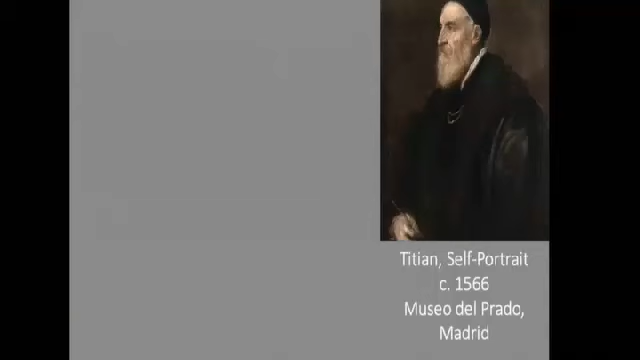 Titian, Self-Portrait
c. 1566
Museo del Prado,
Madrid